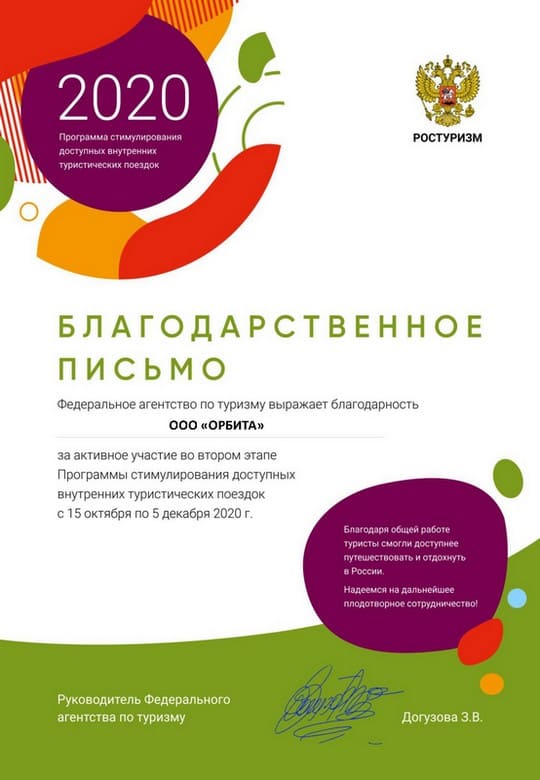 2020
Программа стимулирования
доступных внутренних
туристических поездок
РОСТУРИЗМ
БЛАГОДАРСТВЕННОЕ
ПИСЬМО
Федеральное агентство по туризму выражает благодарность
ООО «ОРБИТА»
за активное участие во втором этапе
Программы стимулирования доступных
внутренних туристических поездок
с 15 октября по 5 декабря 2020 г.
Благодаря общей работе
туристы смогли доступнее
путешествовать и отдохнуть
в России.
Надеемся на дальнейшее
плодотворное сотрудничество!
Руководитель Федерального
агентства по туризму
Догузова З.В.